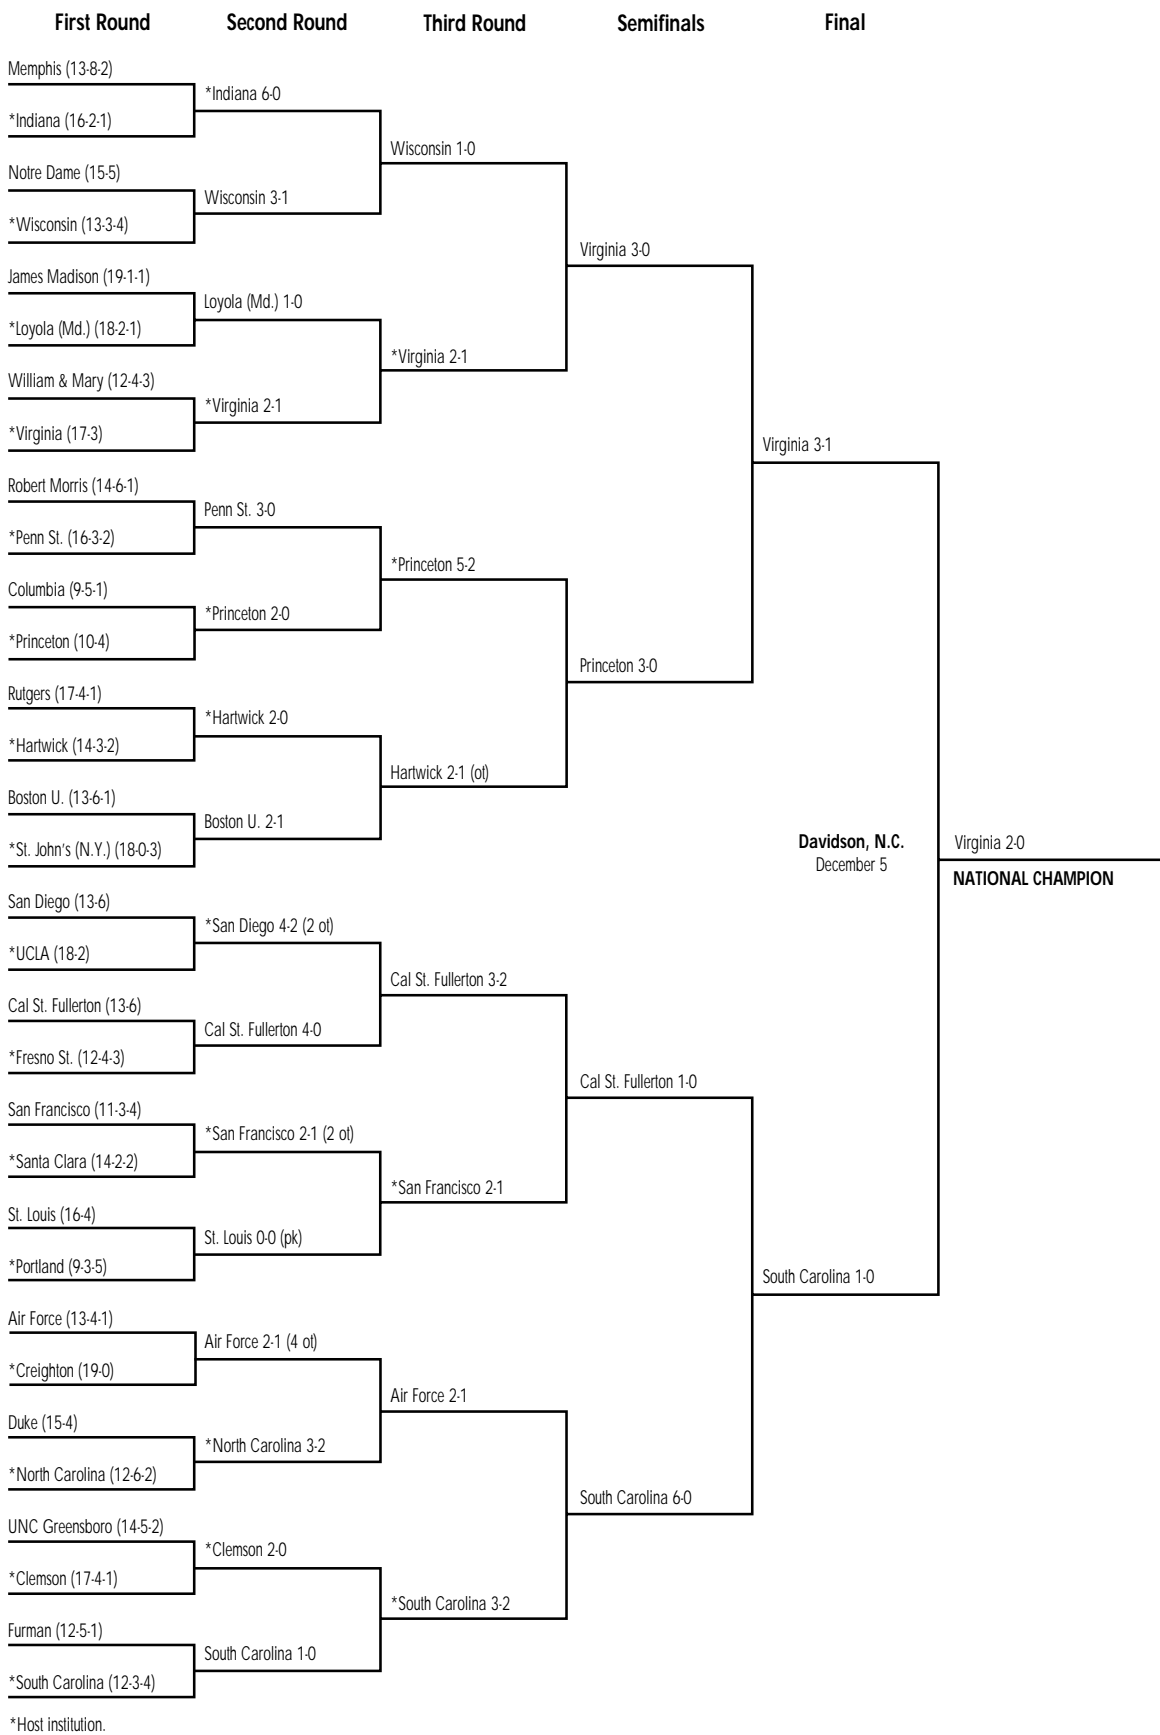 First Round Second Round Third Round Semifinals Final
Memphis (13-8-2)
*Indiana 6-0
*Indiana (16-2-1)
Wisconsin 1-0
Notre Dame (15-5)
Wisconsin 3-1
*Wisconsin (13-3-4)
Virginia 3-0
James Madison (19-1-1)
Loyola (Md.) 1-0
*Loyola (Md.) (18-2-1)
*Virginia 2-1
William & Mary (12-4-3)
*Virginia 2-1
*Virginia (17-3)
Virginia 3-1
Robert Morris (14-6-1)
Penn St. 3-0
*Penn St. (16-3-2)
*Princeton 5-2
Columbia (9-5-1)
*Princeton 2-0
*Princeton (10-4)
Princeton 3-0
Rutgers (17-4-1)
*Hartwick 2-0
*Hartwick (14-3-2)
Hartwick 2-1 (ot)
Boston U. (13-6-1)
Boston U. 2-1
*St. John's (N.Y.) (18-0-3)
Davidson, N.C.
December 5
Virginia 2-0
NATIONAL CHAMPION
San Diego (13-6)
*San Diego 4-2 (2 ot)
*UCLA (18-2)
Cal St. Fullerton 3-2
Cal St. Fullerton (13-6)
Cal St. Fullerton 4-0
*Fresno St. (12-4-3)
Cal St. Fullerton 1-0
San Francisco (11-3-4)
*San Francisco 2-1 (2 ot)
*Santa Clara (14-2-2)
*San Francisco 2-1
St. Louis (16-4)
St. Louis 0-0 (pk)
*Portland (9-3-5)
South Carolina 1-0
Air Force (13-4-1)
Air Force 2-1 (4 ot)
*Creighton (19-0)
Air Force 2-1
Duke (15-4)
*North Carolina 3-2
*North Carolina (12-6-2)
South Carolina 6-0
UNC Greensboro (14-5-2)
*Clemson 2-0
*Clemson (17-4-1)
*South Carolina 3-2
Furman (12-5-1)
South Carolina 1-0
*South Carolina (12-3-4)
*Host institution.